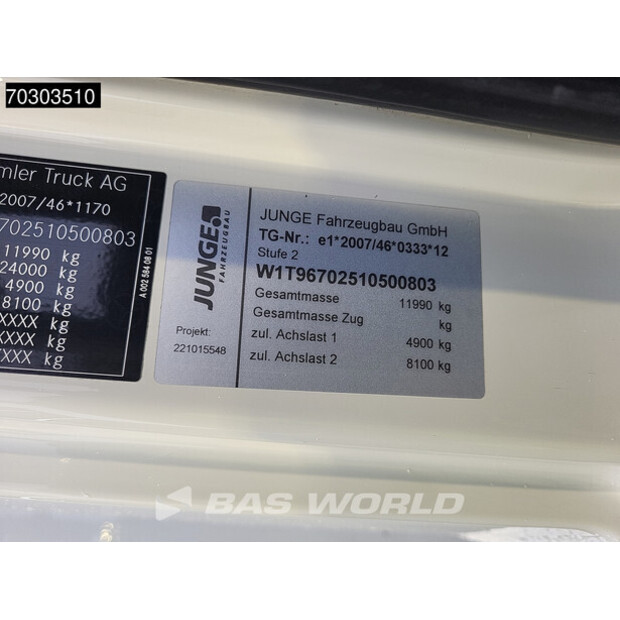 70303510
mler Truck AG
2007/46*1170
702510500803
11990 kg
24000 kg
4900 kg
8100 kg
XXXX kg
XXXX kg
XXXX kg
A 002 584 08 01
JUNGE
FAHRZEUGBAU
Projekt:
221015548
JUNGE Fahrzeugbau GmbH
TG-Nr.: e1*2007/46*0333*12
Stufe 2
W1T96702510500803
Gesamtmasse 11990 kg
Gesamtmasse Zug kg
zul. Achslast 1 4900 kg
zul. Achslast 2 8100 kg
BAS WORLD